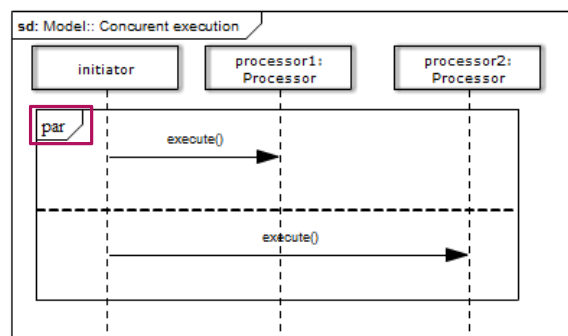 sd: Model:: Concurent execution
initiator
processor1:
Processor
processor2:
Processor
par
execute()
execute()